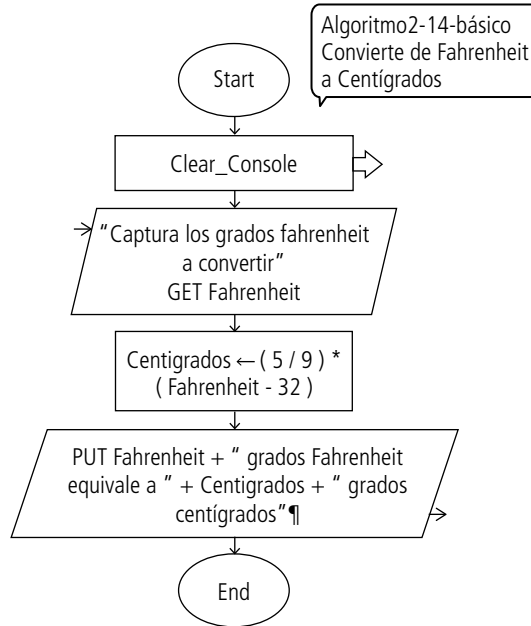 Algoritmo2-14-básico
Convierte de Fahrenheit
a Centígrados
Start
Clear_Console
“Captura los grados fahrenheit
a convertir”
GET Fahrenheit
Centigrados ← ( 5 / 9 ) *
( Fahrenheit - 32 )
PUT Fahrenheit + “ grados Fahrenheit
equivale a ” + Centigrados + “ grados
centígrados”¶
End